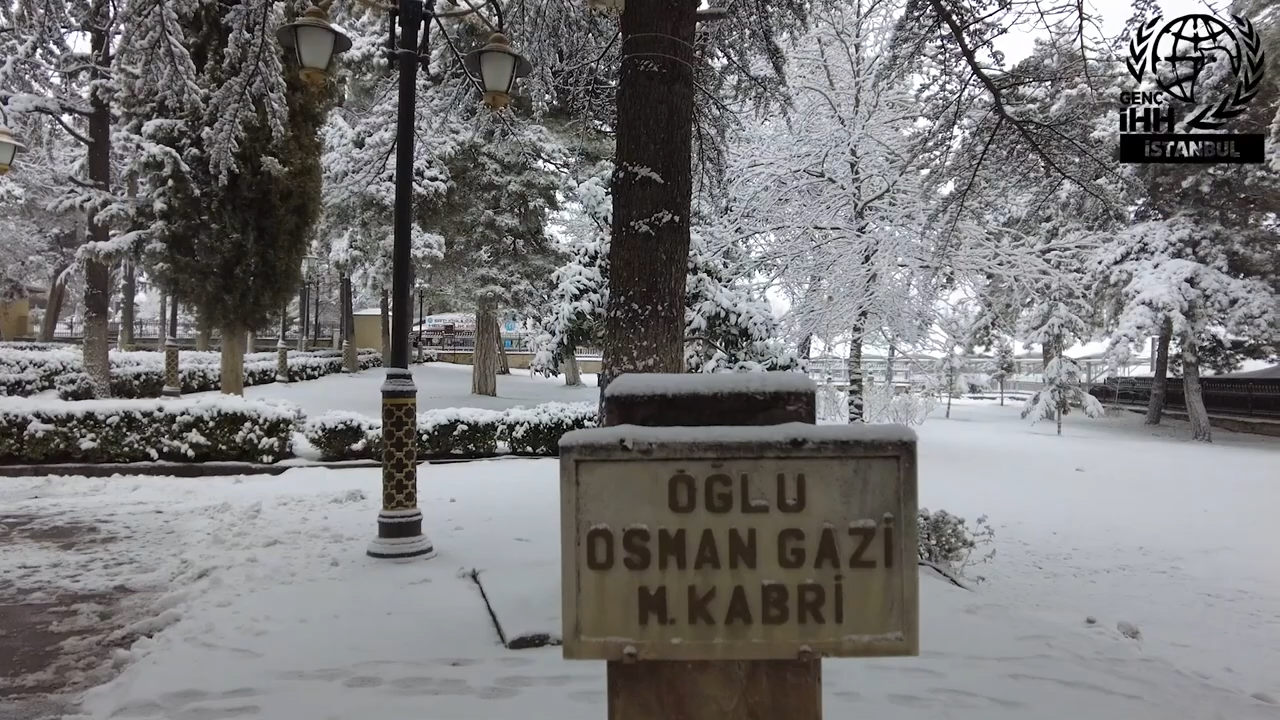 GENÇ
İHH
İSTANBUL
OĞLU
OSMAN GAZİ
M. KABRİ